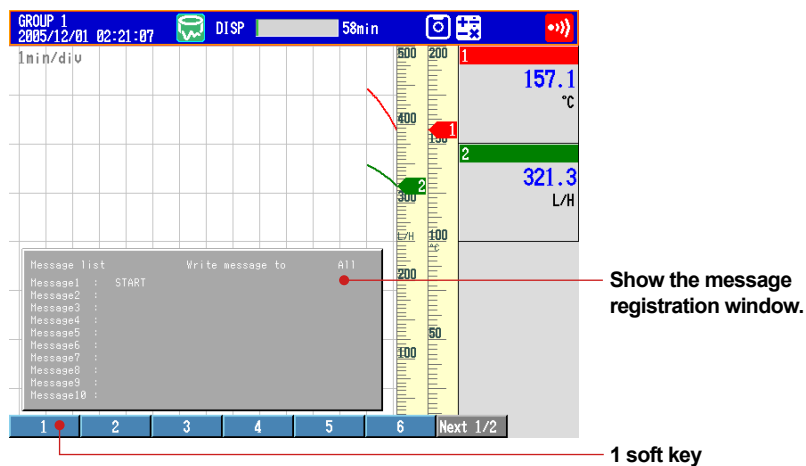 GROUP 1
2005/12/01 02:21:07
DISP
58min
1min/div
500
200
1
157.1
°C
400
1
150
2
321.3
L/H
2
300
L/H
100
°C
Message list Write message to All
Message1 : START
Message2 :
Message3 :
Message4 :
Message5 :
Message6 :
Message7 :
Message8 :
Message9 :
Message10 :
200
50
100
Show the message
registration window.
1 2 3 4 5 6 Next 1/2
1 soft key